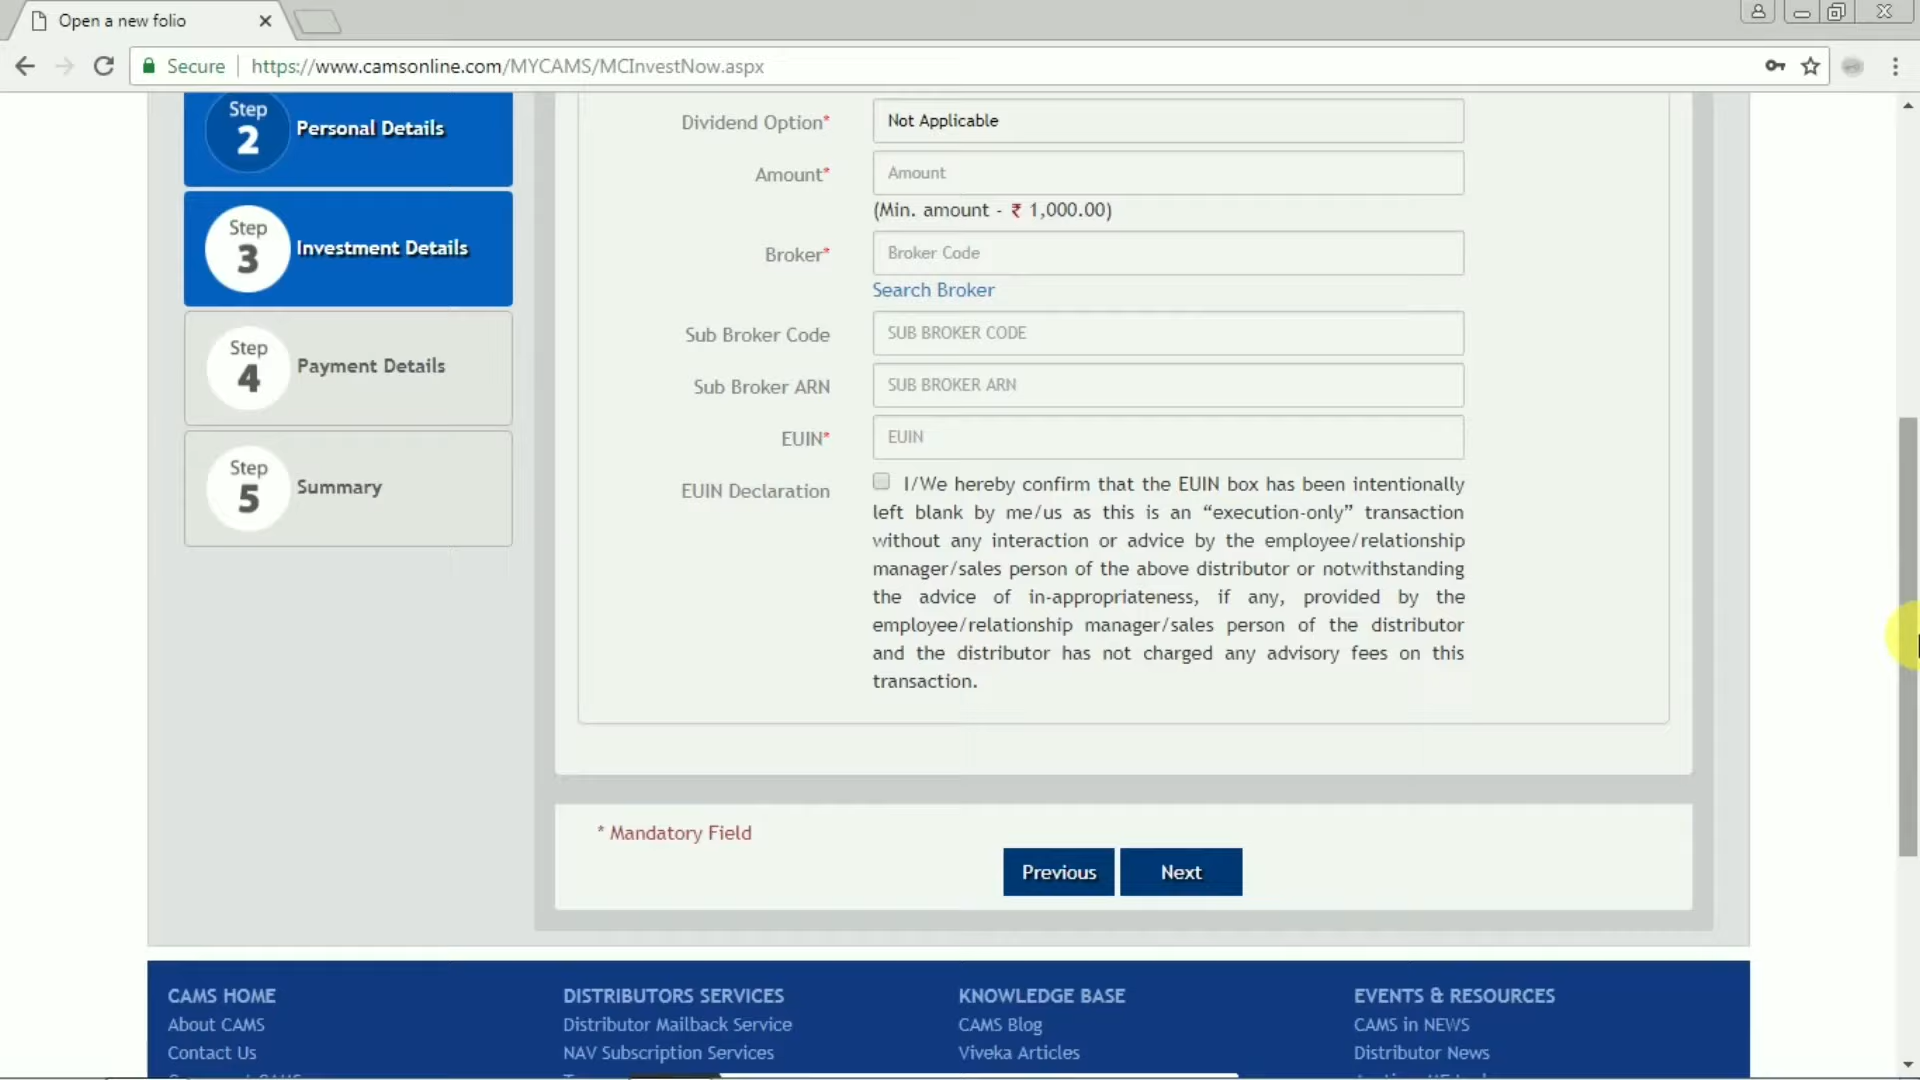 Open a new folio
Secure
https://www.camsonline.com/MYCAMS/MCInvestNow.aspx
Step
2
Personal Details
Step
3
Investment Details
Step
4
Payment Details
Step
5
Summary
Dividend Option*
Not Applicable
Amount*
Amount
(Min. amount - ₹ 1,000.00)
Broker*
Broker Code
Search Broker
Sub Broker Code
SUB BROKER CODE
Sub Broker ARN
SUB BROKER ARN
EUIN*
EUIN
EUIN Declaration
I/We hereby confirm that the EUIN box has been intentionally
left blank by me/us as this is an “execution-only” transaction
without any interaction or advice by the employee/relationship
manager/sales person of the above distributor or notwithstanding
the advice of in-appropriateness, if any, provided by the
employee/relationship manager/sales person of the distributor
and the distributor has not charged any advisory fees on this
transaction.
* Mandatory Field
Previous
Next
CAMS HOME
About CAMS
Contact Us
DISTRIBUTORS SERVICES
Distributor Mailback Service
NAV Subscription Services
KNOWLEDGE BASE
CAMS Blog
Viveka Articles
EVENTS & RESOURCES
CAMS in NEWS
Distributor News